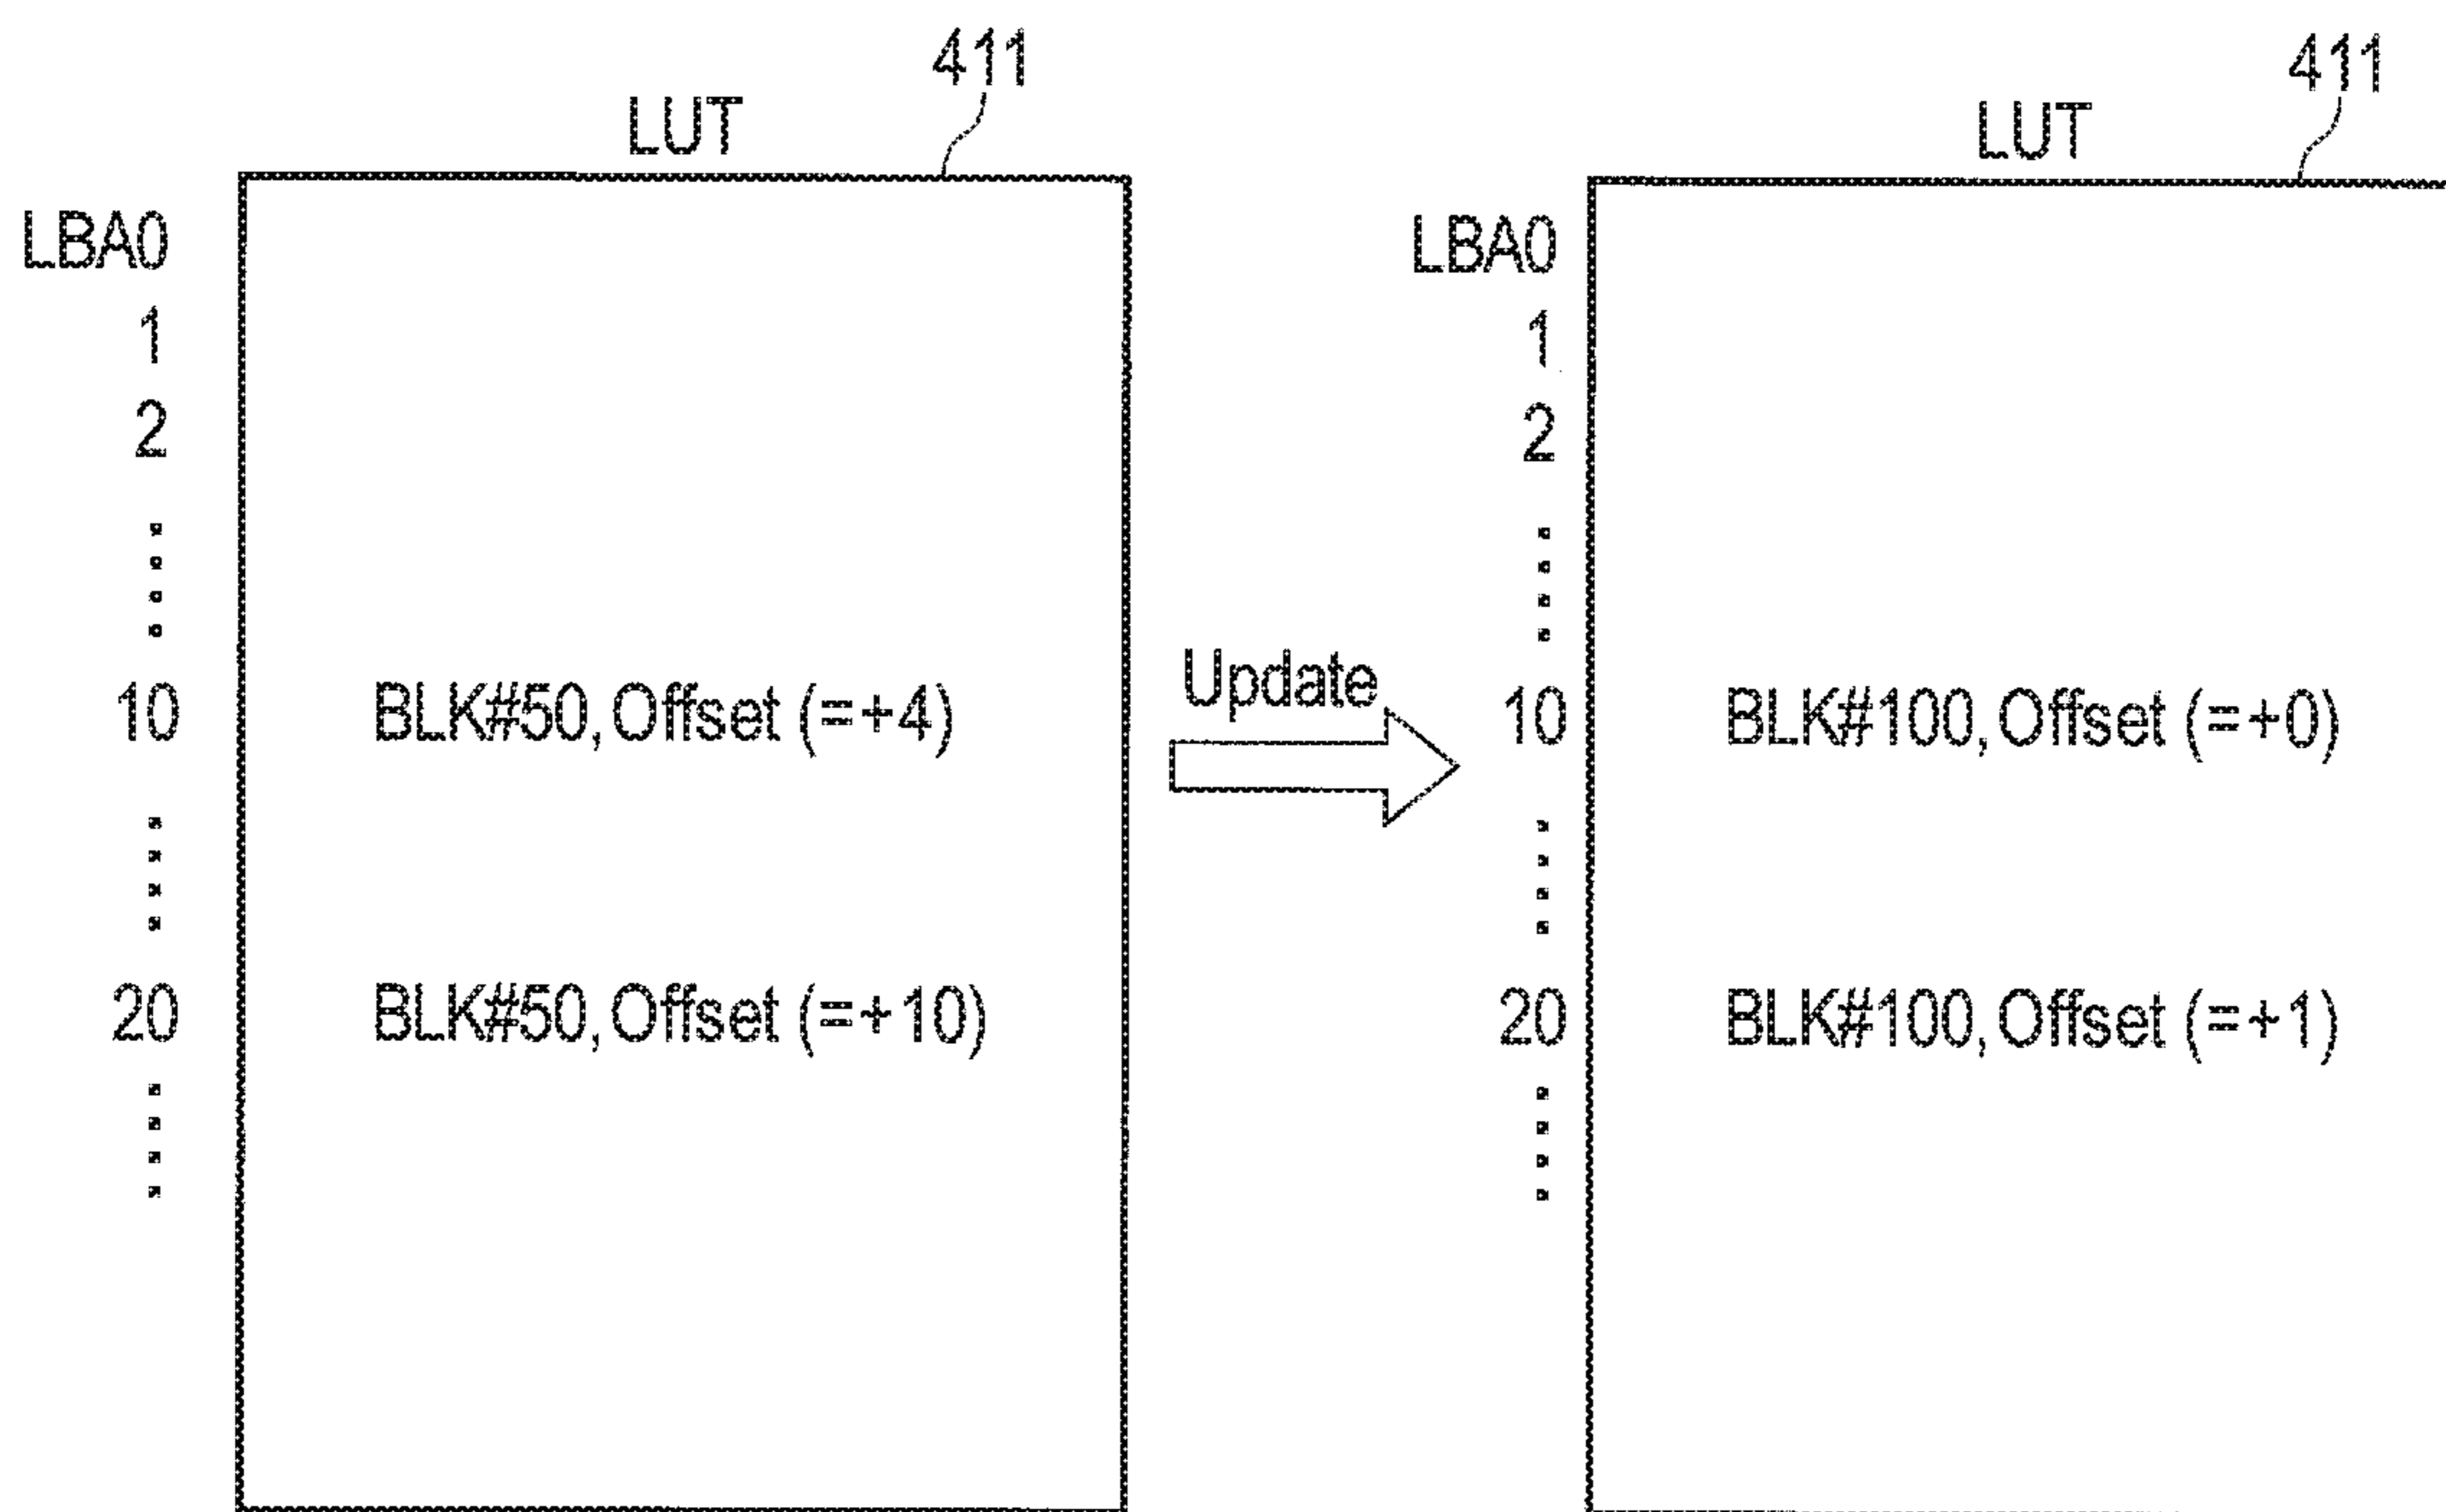 411
LUT
LBA0
1
2
10 BLK#50, Offset (=+4)
20 BLK#50, Offset (=+10)
Update
411
LUT
LBA0
1
2
10 BLK#100, Offset (=+0)
20 BLK#100, Offset (=+1)